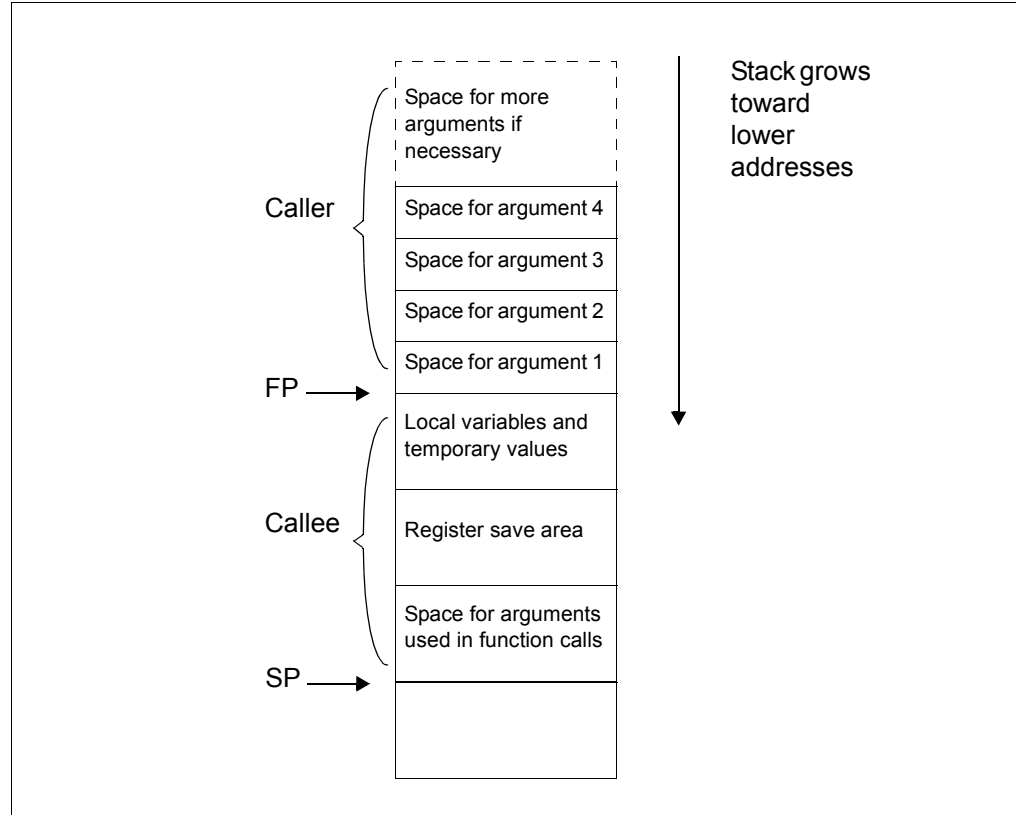 Stack grows
toward
lower
addresses
Space for more
arguments if
necessary
Caller
Space for argument 4
Space for argument 3
Space for argument 2
Space for argument 1
FP
Local variables and
temporary values
Callee
Register save area
Space for arguments
used in function calls
SP